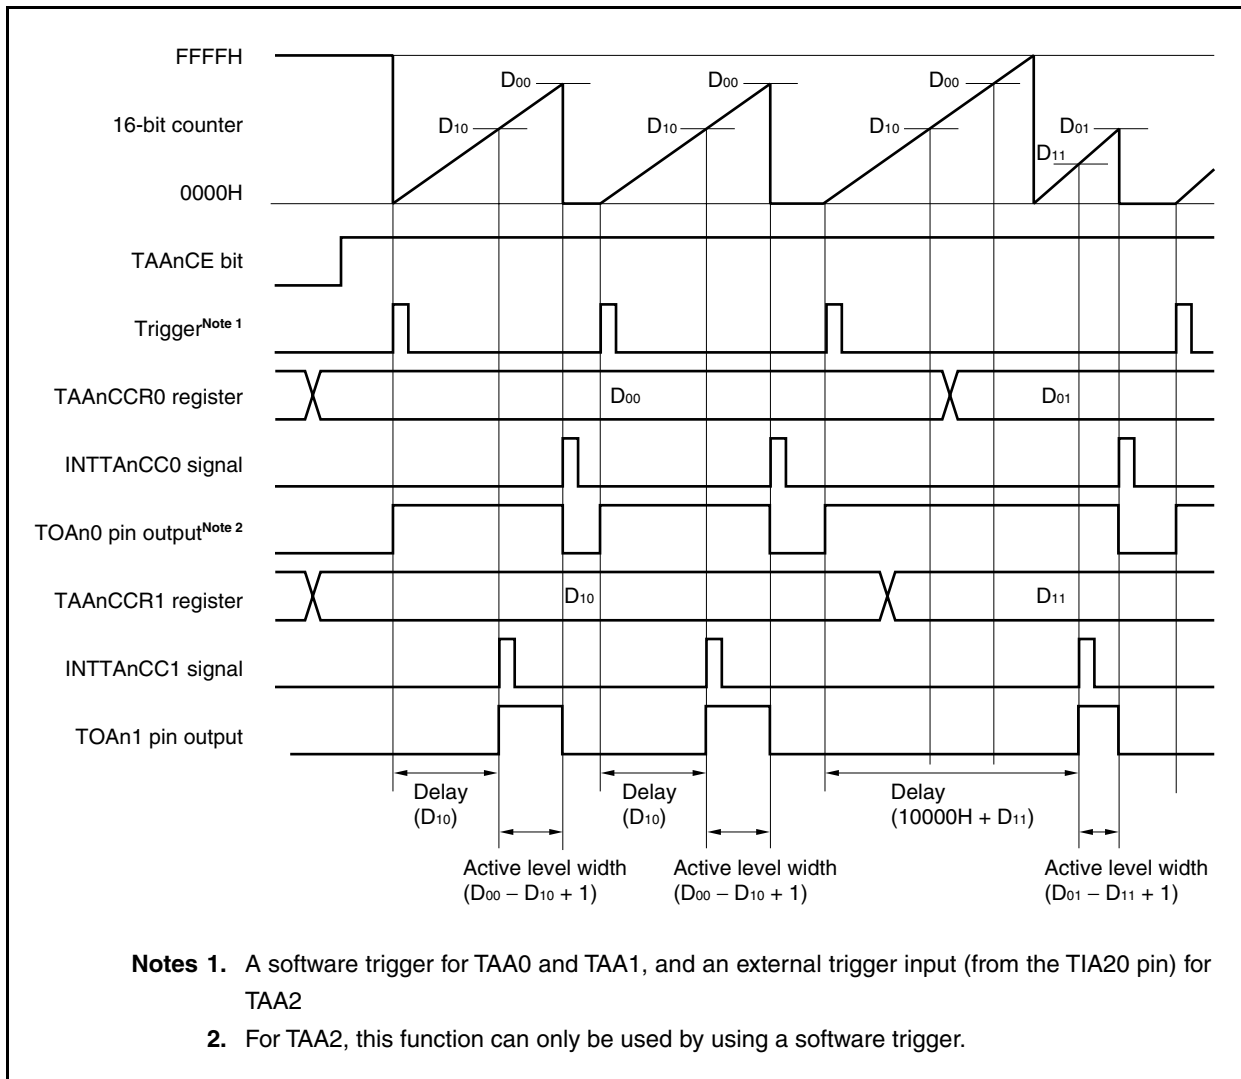 FFFFH
D00
D00
D00
16-bit counter
D10
D10
D10
D01
D11
0000H
TAAnCE bit
TriggerNote 1
TAAnCCR0 register
D00
D01
INTTAnCC0 signal
TOAn0 pin outputNote 2
TAAnCCR1 register
D10
D11
INTTAnCC1 signal
TOAn1 pin output
Delay
(D10)
Delay
(D10)
Delay
(10000H + D11)
Active level width
(D00 − D10 + 1)
Active level width
(D00 − D10 + 1)
Active level width
(D01 − D11 + 1)
Notes 1. A software trigger for TAA0 and TAA1, and an external trigger input (from the TIA20 pin) for
TAA2
2. For TAA2, this function can only be used by using a software trigger.